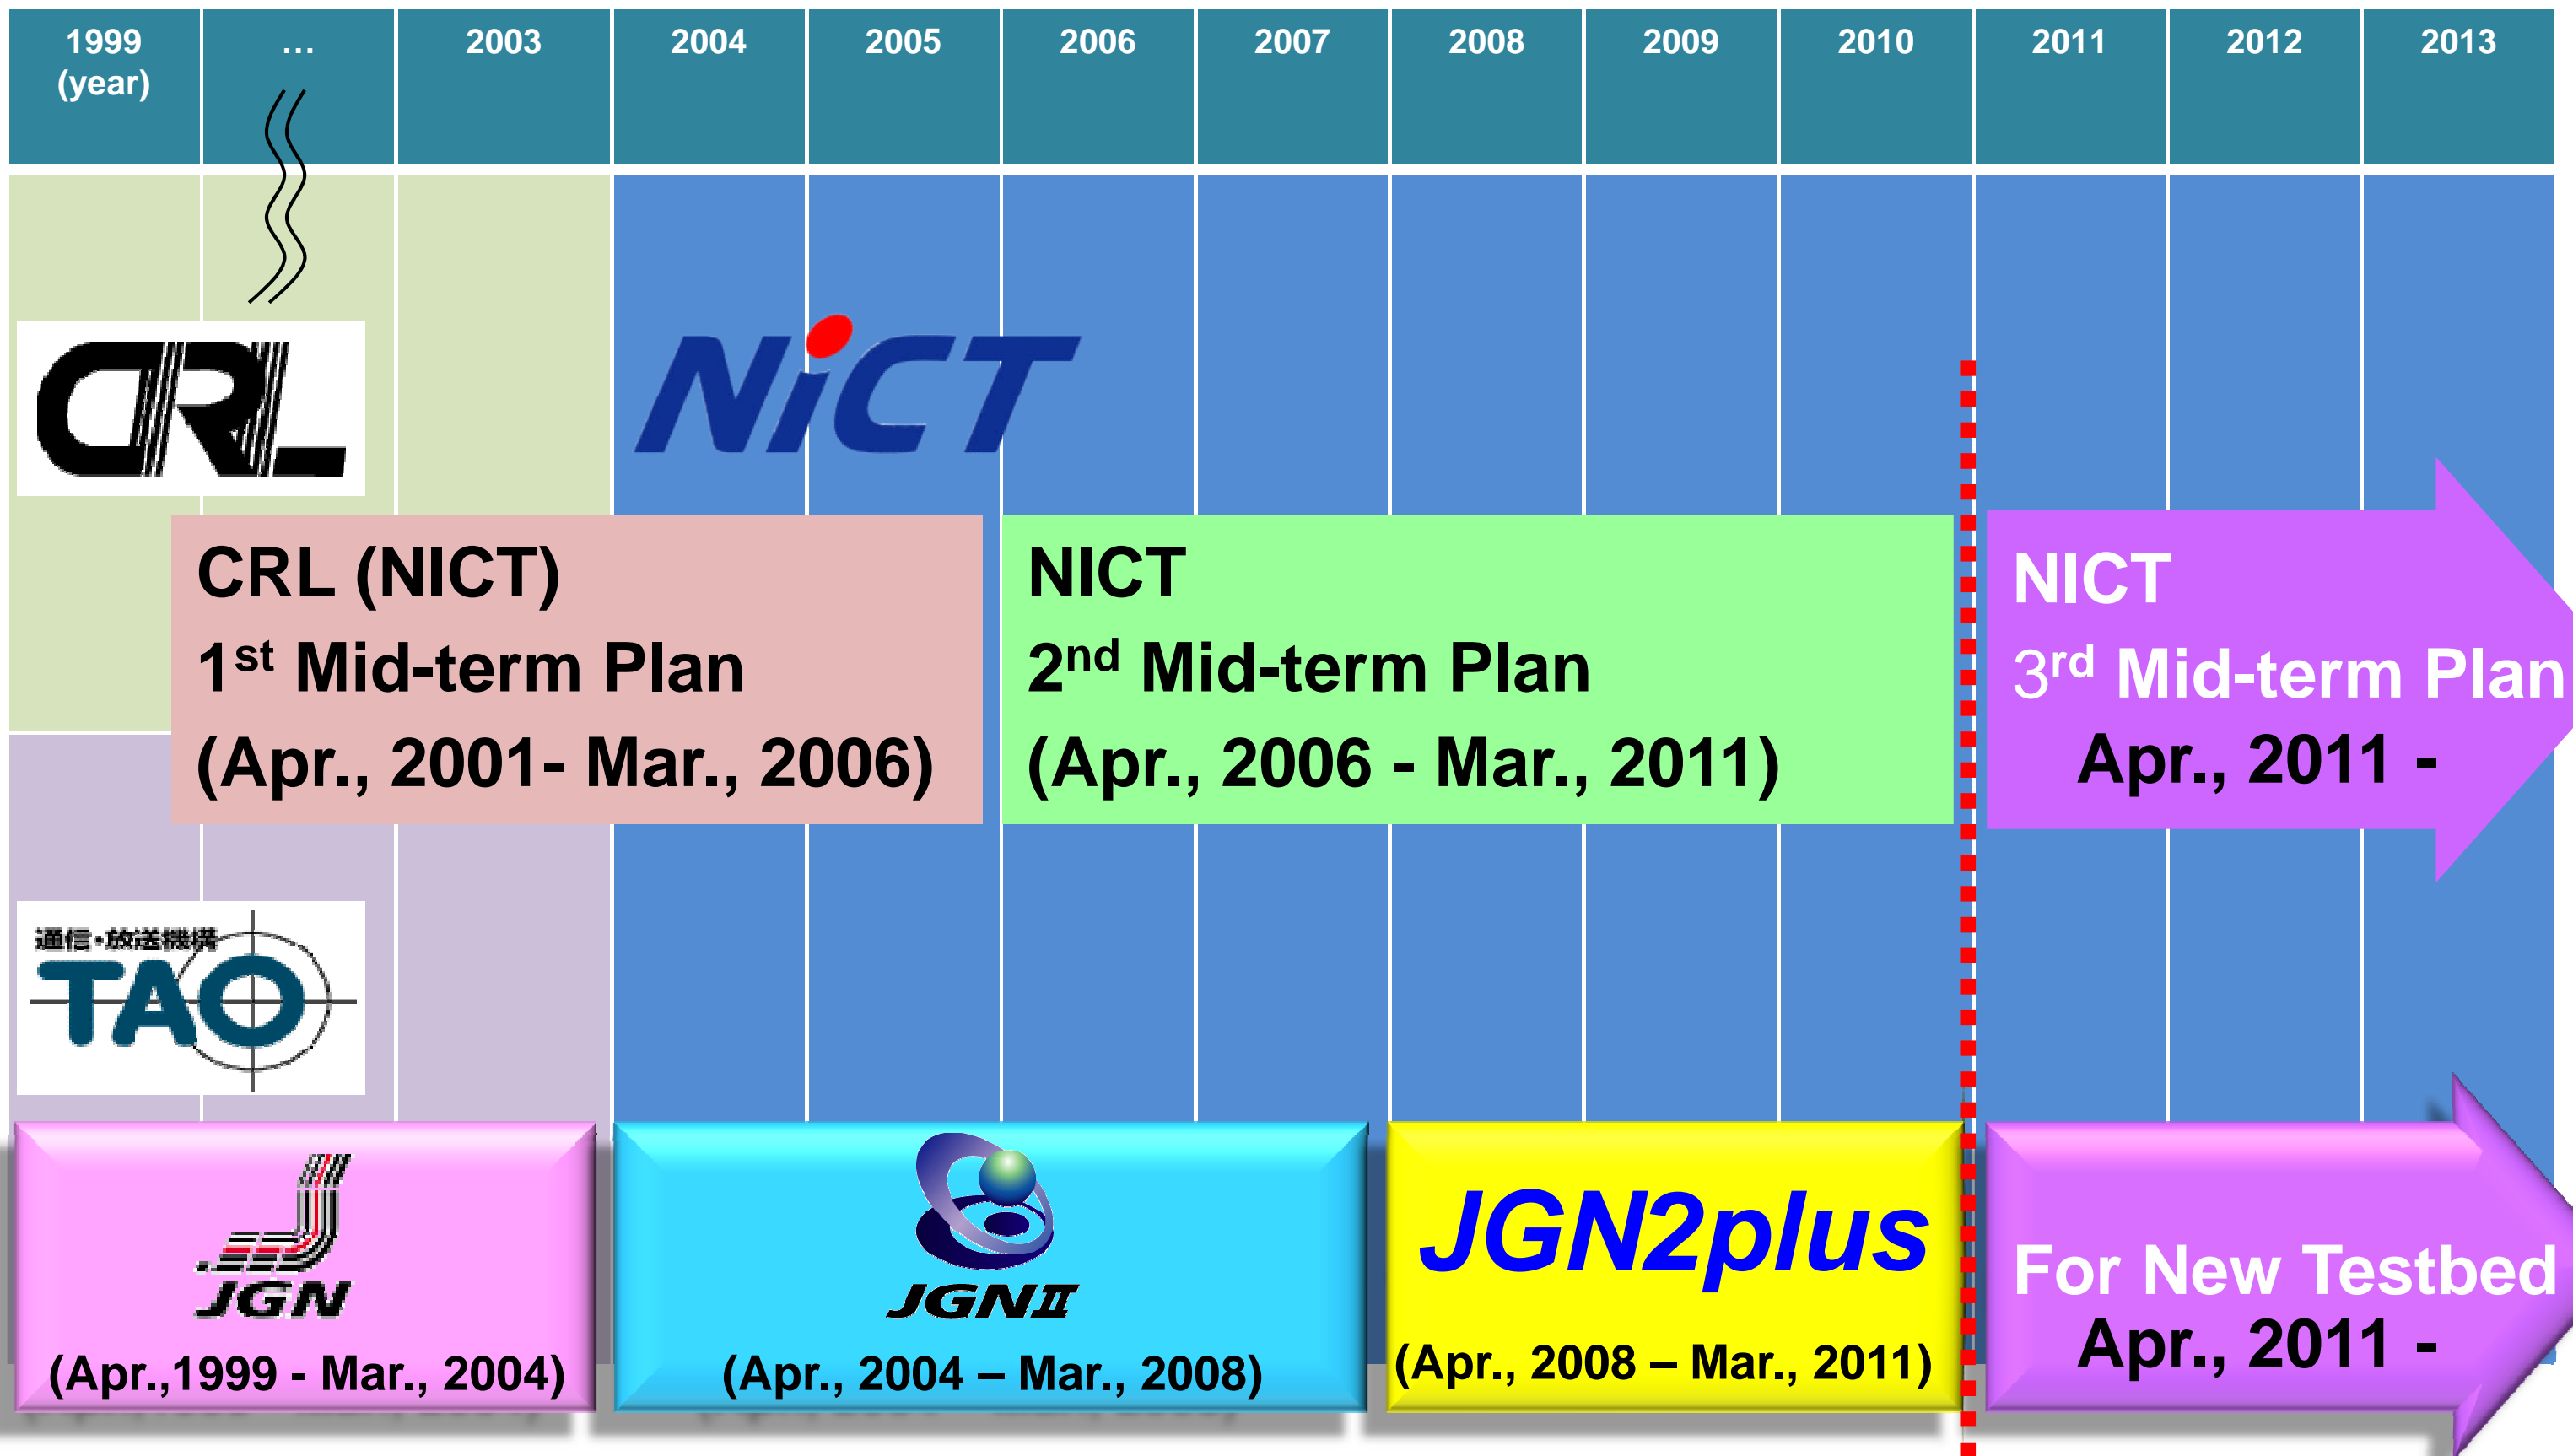 1999 … 2003 2004 2005 2006 2007 2008 2009 2010 2011 2012 2013
(year)
CRL
NiCT
CRL (NICT)
1st Mid-term Plan
(Apr., 2001- Mar., 2006)
NICT
2nd Mid-term Plan
(Apr., 2006 - Mar., 2011)
NICT
3rd Mid-term Plan
Apr., 2011 -
通信・放送機構
TAO
JGN
(Apr.,1999 - Mar., 2004)
JGNⅡ
(Apr., 2004 – Mar., 2008)
JGN2plus
(Apr., 2008 – Mar., 2011)
For New Testbed
Apr., 2011 -